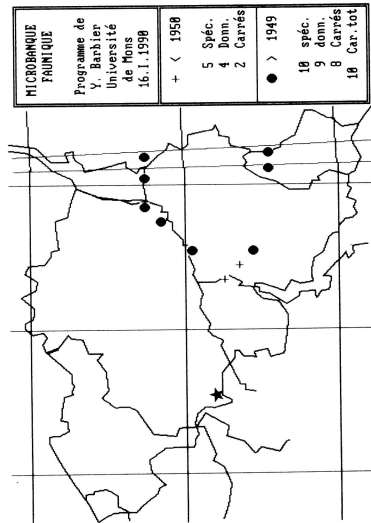 MICROBANQUE
FAUNIQUE
Programme de
Y. Barbier
Université
de Mons
16.I.1990
+ < 1950
5 Spéc.
4 Donn.
2 Carrés
● > 1949
10 spéc.
9 donn.
8 Carrés
10 Car.tot